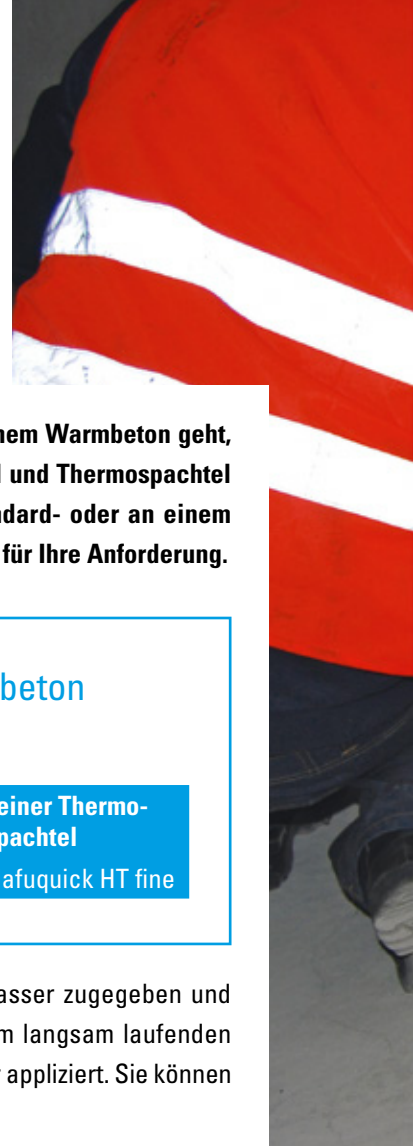 nem Warmbeton geht,
und Thermospachtel
ndard- oder an einem
für Ihre Anforderung.
beton
einer Thermo-
pachtel
afuquick HT fine
asser zugegeben und
m langsam laufenden
appliziert. Sie können